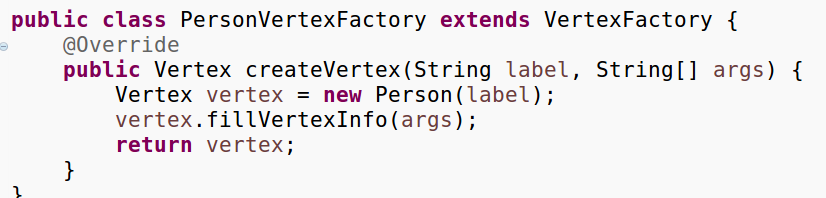 public class PersonVertexFactory extends VertexFactory {
    @Override
    public Vertex createVertex(String label, String[] args) {
        Vertex vertex = new Person(label);
        vertex.fillVertexInfo(args);
        return vertex;
    }
}